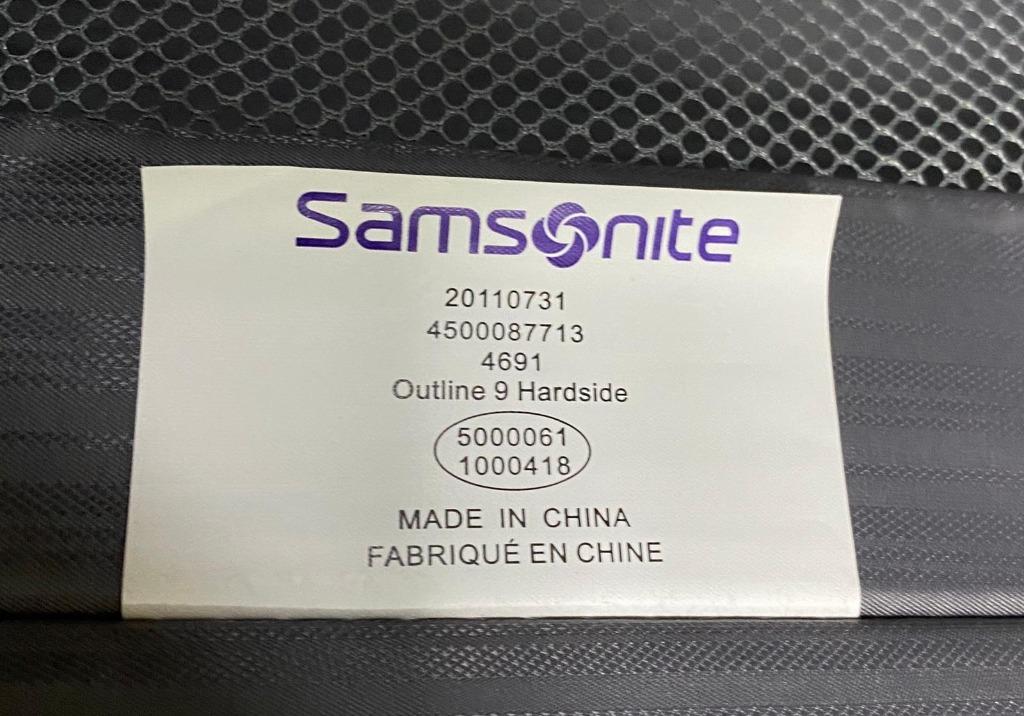 Samsonite
20110731
4500087713
4691
Outline 9 Hardside
5000061
1000418
MADE IN CHINA
FABRIQUÉ EN CHINE